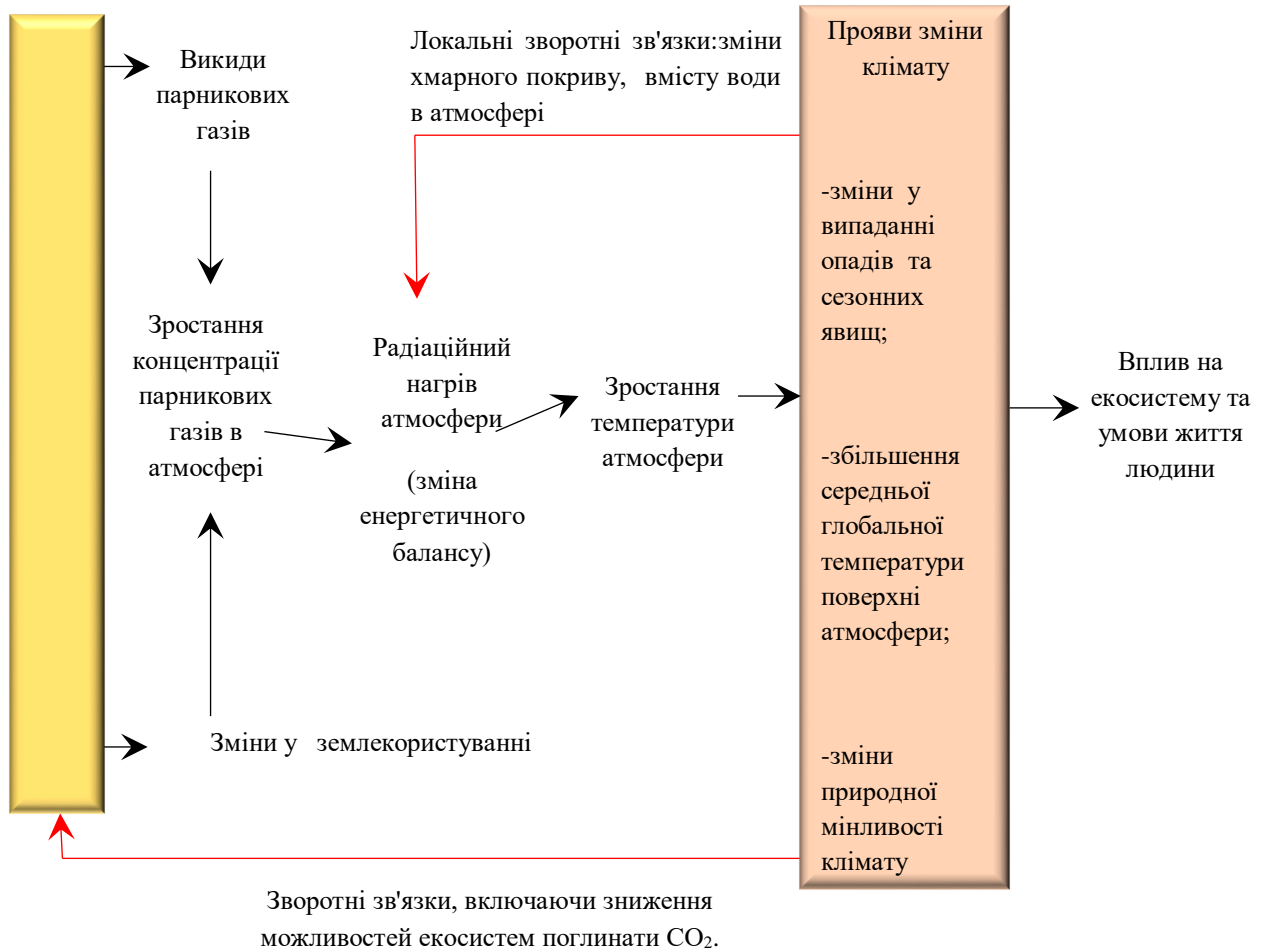 Викиди
парникових
газів
Локальні зворотні зв'язки:зміни
хмарного покриву, вмісту води
в атмосфері
Прояви зміни
клімату
Зростання
концентрації
парникових
газів в
атмосфері
Радіаційний
нагрів
атмосфери
(зміна
енергетичного
балансу)
Зростання
температури
атмосфери
-зміни у
випаданні
опадів та
сезонних
явищ;
-збільшення
середньої
глобальної
температури
поверхні
атмосфери;
-зміни
природної
мінливості
клімату
Вплив на
екосистему та
умови життя
людини
Зміни у землекористуванні
Зворотні зв'язки, включаючи зниження
можливостей екосистем поглинати CO₂.